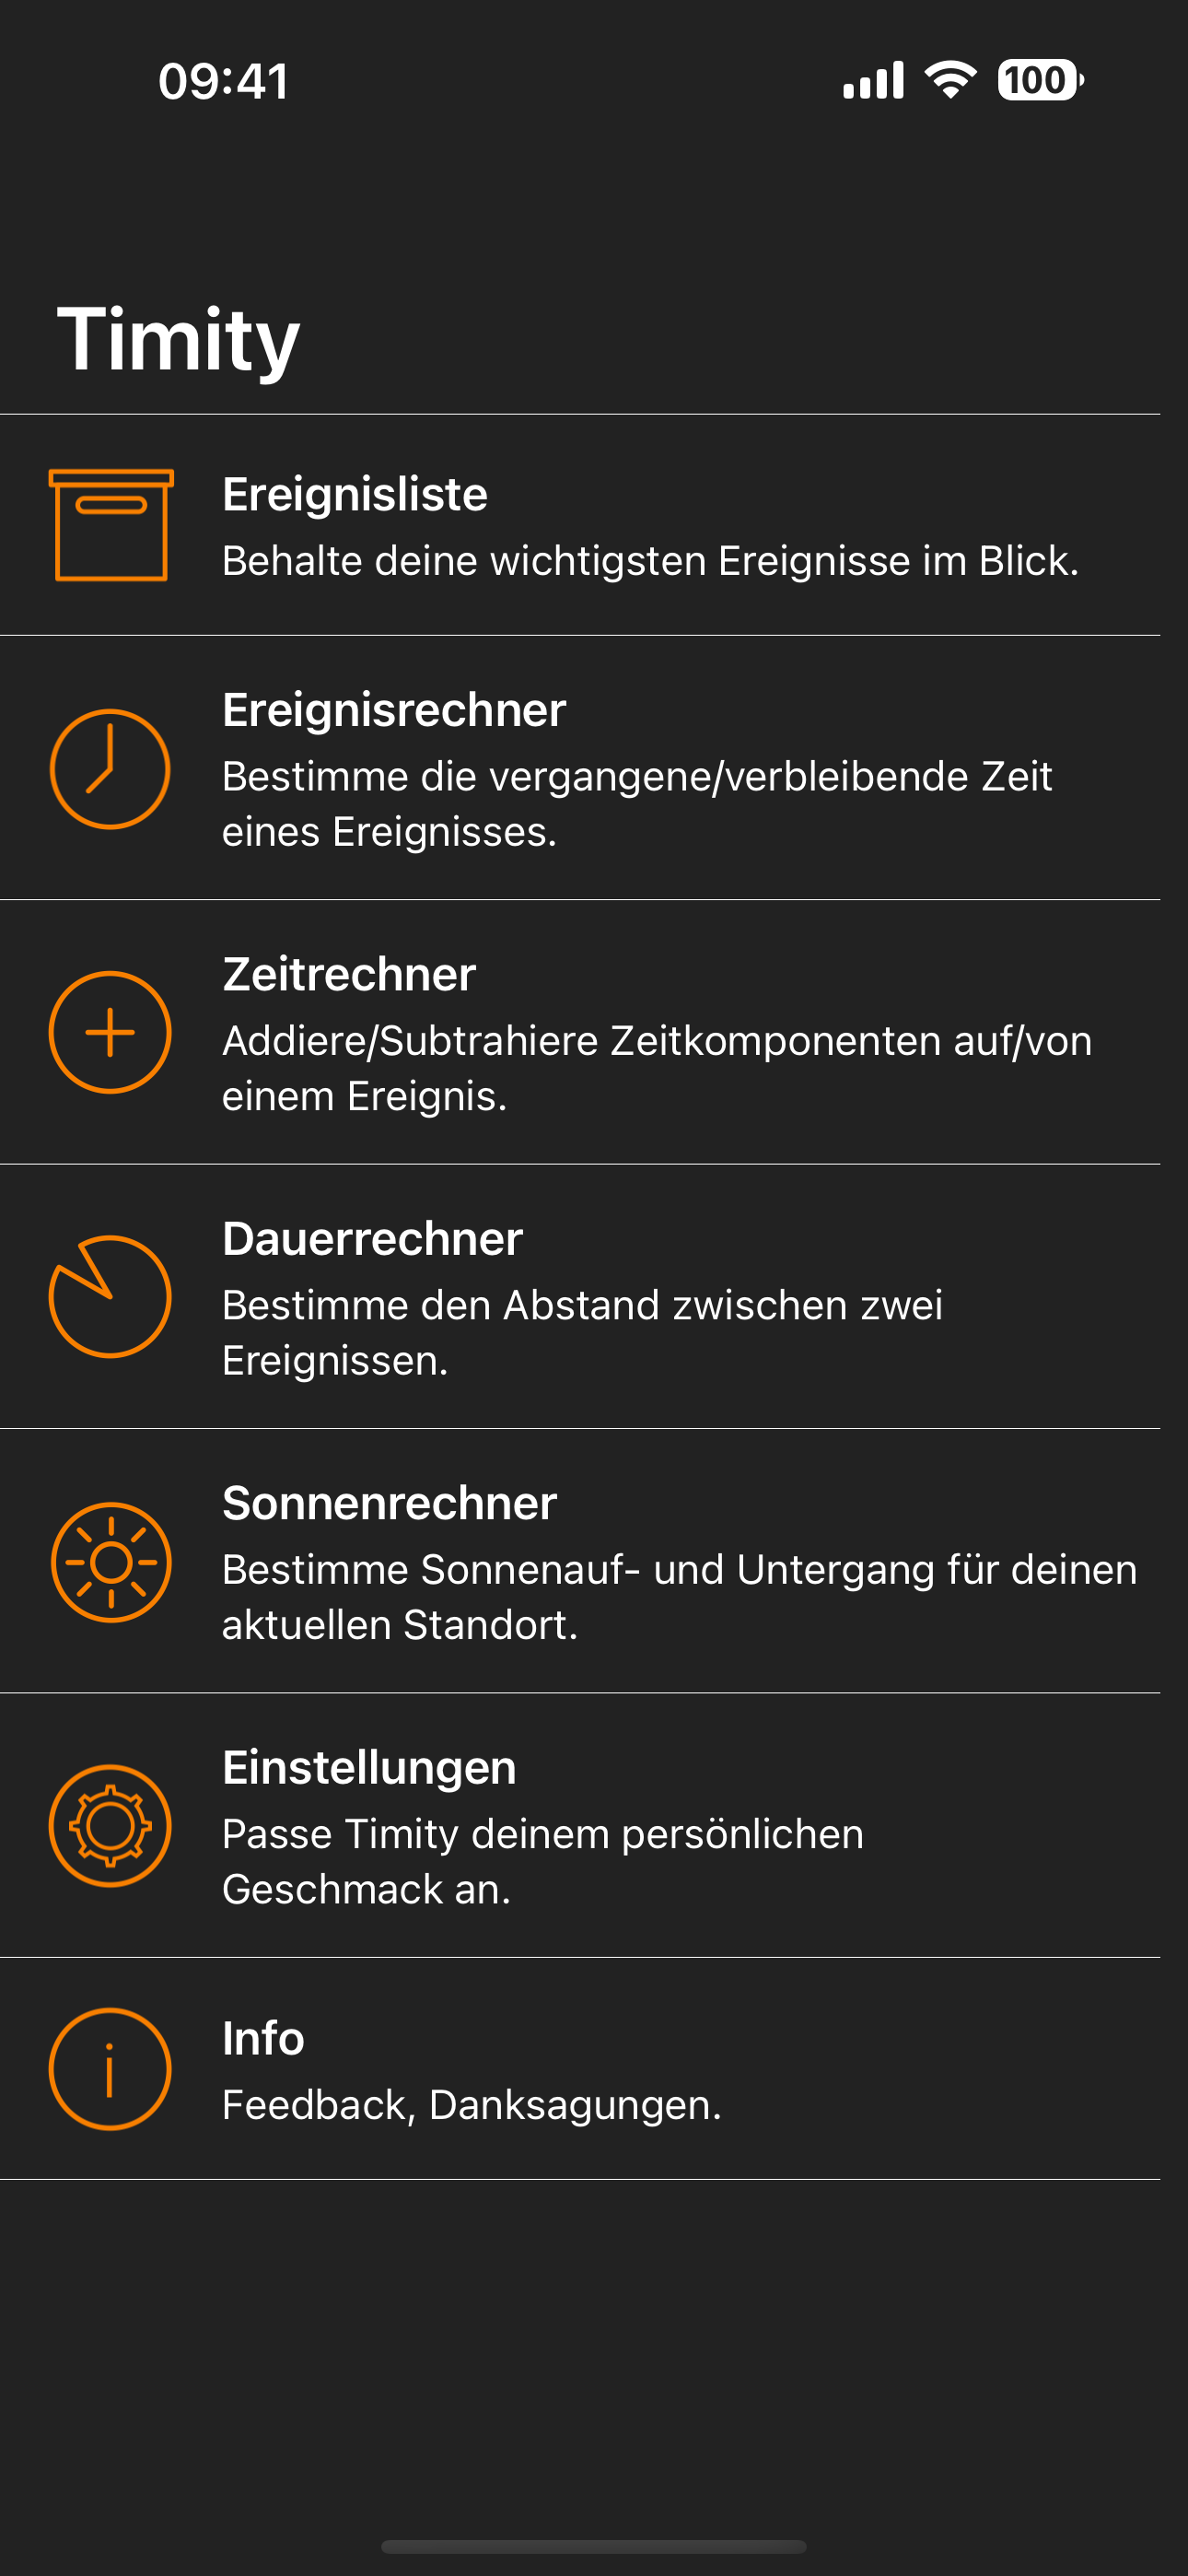 09:41
100
Timity
Ereignisliste
Behalte deine wichtigsten Ereignisse im Blick.
Ereignisrechner
Bestimme die vergangene/verbleibende Zeit
eines Ereignisses.
Zeitrechner
Addiere/Subtrahiere Zeitkomponenten auf/von
einem Ereignis.
Dauerrechner
Bestimme den Abstand zwischen zwei
Ereignissen.
Sonnenrechner
Bestimme Sonnenauf- und Untergang für deinen
aktuellen Standort.
Einstellungen
Passe Timity deinem persönlichen
Geschmack an.
Info
Feedback, Danksagungen.